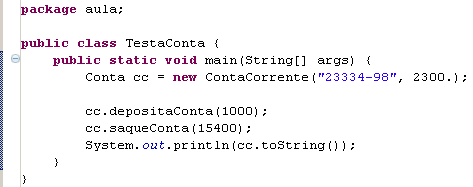 package aula;
public class TestaConta {
public static void main(String[] args) {
Conta cc = new ContaCorrente("23334-98", 2300.);
cc.depositaConta(1000);
cc.saqueConta(15400);
System.out.println(cc.toString());
}
}